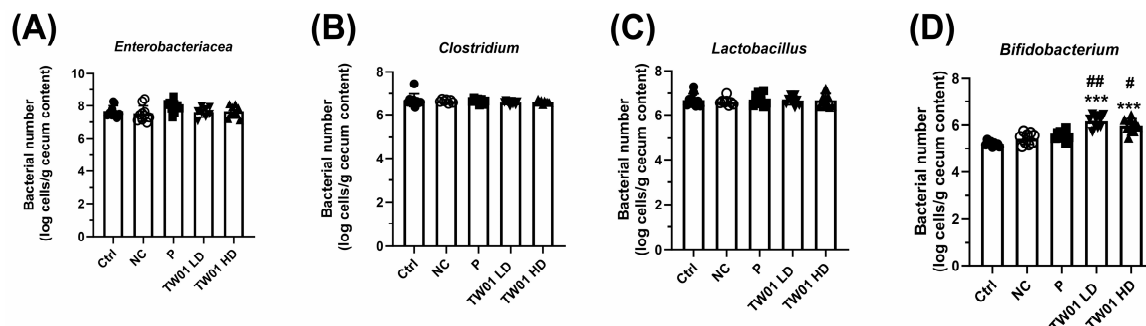 (A)
Enterobacteriacea
Bacterial number
(log cells/g cecum content)
10
8
6
4
2
0
Ctrl
NC
P
TW01 LD
TW01 HD
(B)
Clostridium
Bacterial number
(log cells/g cecum content)
8
6
4
2
0
Ctrl
NC
P
TW01 LD
TW01 HD
(C)
Lactobacillus
Bacterial number
(log cells/g cecum content)
8
6
4
2
0
Ctrl
NC
P
TW01 LD
TW01 HD
(D)
Bifidobacterium
Bacterial number
(log cells/g cecum content)
8
6
4
2
0
## #
*** ***
Ctrl
NC
P
TW01 LD
TW01 HD